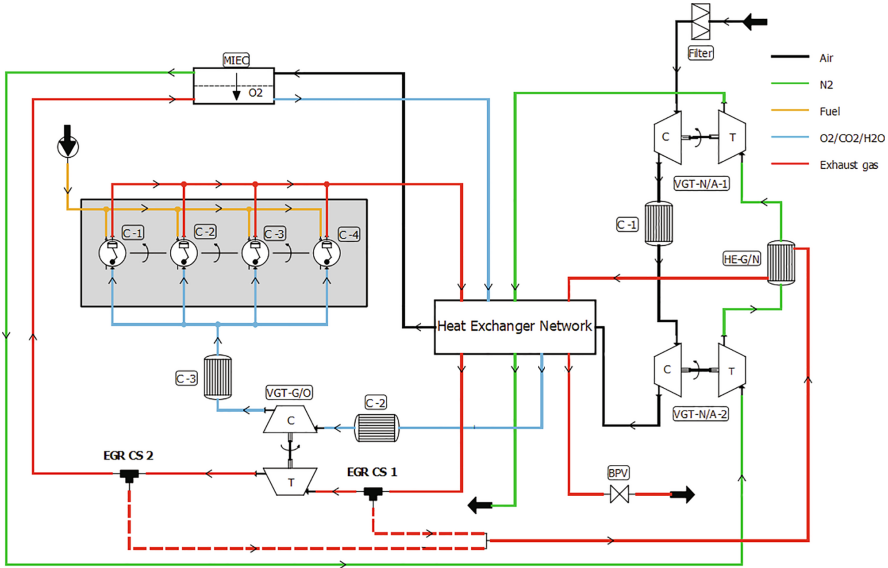 MIEC
O2
Filter
Air
N2
Fuel
O2/CO2/H2O
Exhaust gas
C
T
VGT-N/A-1
C-1
HE-G/N
C-1
C-2
C-3
C-4
Heat Exchanger Network
C
T
VGT-N/A-2
C-3
VGT-G/O
C
C-2
T
EGR CS 2
EGR CS 1
BPV